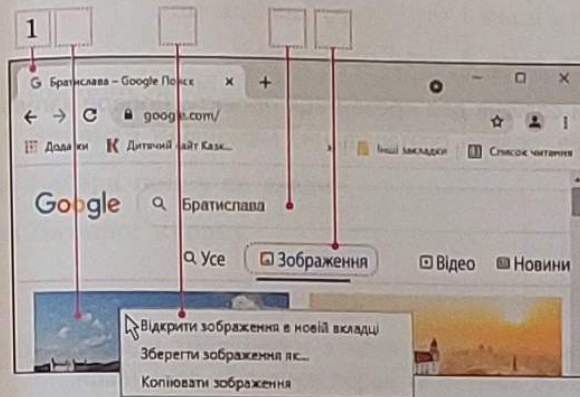 1
Братислава – Google Поиск × +
google.com/
Додатки Дитячий сайт Казк... » Інші закладки Список читання
Google Братислава
Усе Зображення Відео Новини
Відкрити зображення в новій вкладці
Зберегти зображення як...
Копіювати зображення